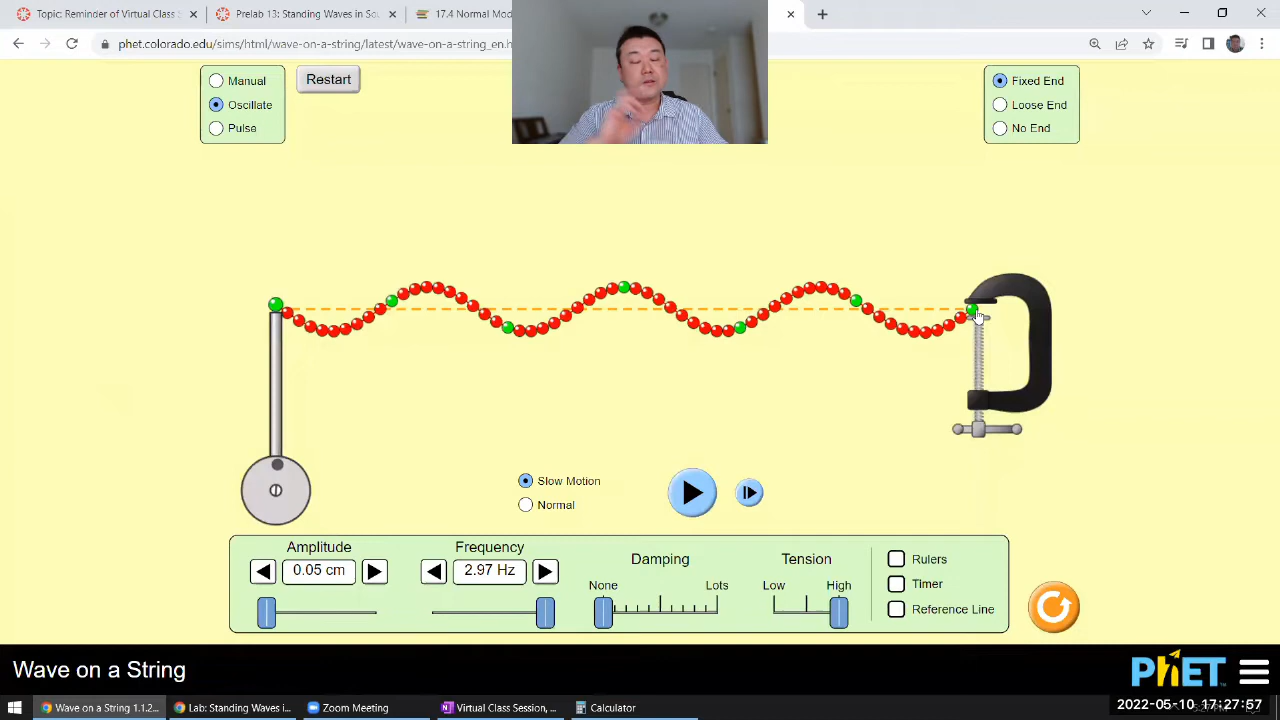 Topic 13: Standing Waves and
Prelab 13: Standing Waves in So
17.4 Normal Mod
phet.colorado.edu/sims/html/wave-on-a-string/latest/wave-on-a-string_en.h
Manual
Oscillate
Pulse
Restart
Fixed End
Loose End
No End
Slow Motion
Normal
Amplitude
0.05 cm
Frequency
2.97 Hz
Damping
None
Lots
Tension
Low
High
Rulers
Timer
Reference Line
Wave on a String
PhET
Wave on a String 1.1.2...
Lab: Standing Waves i...
Zoom Meeting
Virtual Class Session, ...
Calculator
2022-05-10 17:27:57